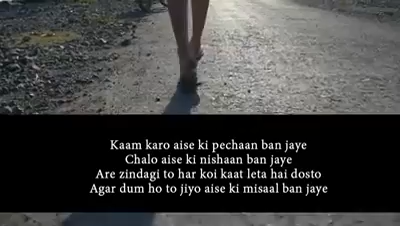 Kaam karo aise ki pechaan ban jaye
Chalo aise ki nishaan ban jaye
Are zindagi to har koi kaat leta hai dosto
Agar dum ho to jiyo aise ki misaal ban jaye